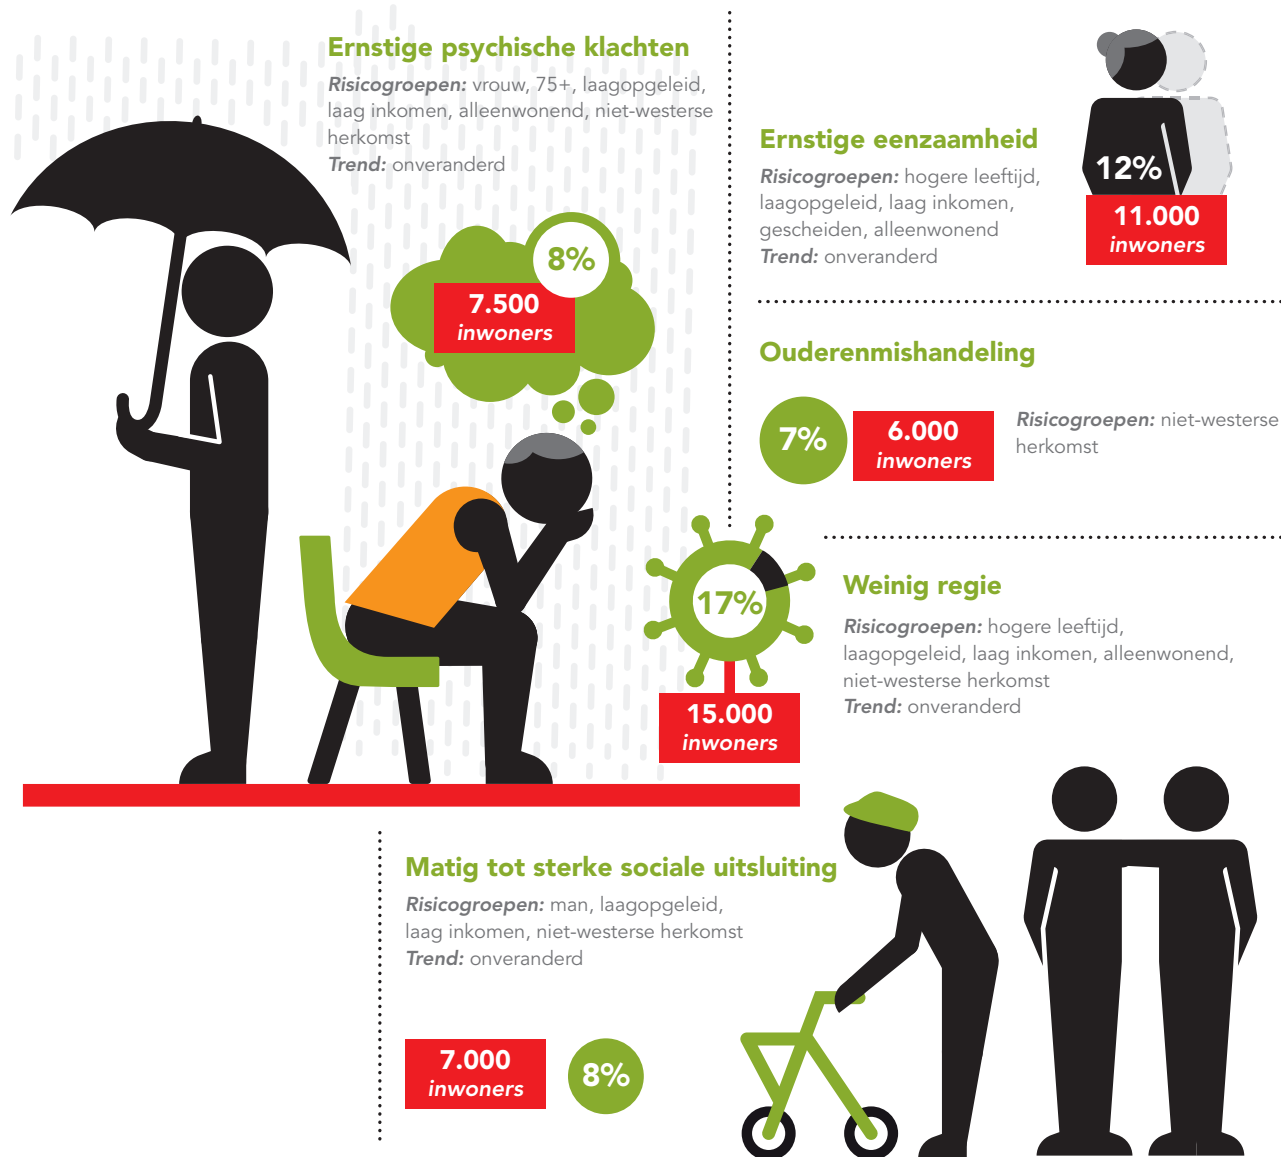 Ernstige psychische klachten
Risicogroepen: vrouw, 75+, laagopgeleid,
laag inkomen, alleenwonend, niet-westerse
herkomst
Trend: onveranderd
8%
7.500
inwoners
Ernstige eenzaamheid
Risicogroepen: hogere leeftijd,
laagopgeleid, laag inkomen,
gescheiden, alleenwonend
Trend: onveranderd
12%
11.000
inwoners
Ouderenmishandeling
7%
6.000
inwoners
Risicogroepen: niet-westerse
herkomst
17%
15.000
inwoners
Weinig regie
Risicogroepen: hogere leeftijd,
laagopgeleid, laag inkomen, alleenwonend,
niet-westerse herkomst
Trend: onveranderd
Matig tot sterke sociale uitsluiting
Risicogroepen: man, laagopgeleid,
laag inkomen, niet-westerse herkomst
Trend: onveranderd
7.000
inwoners
8%